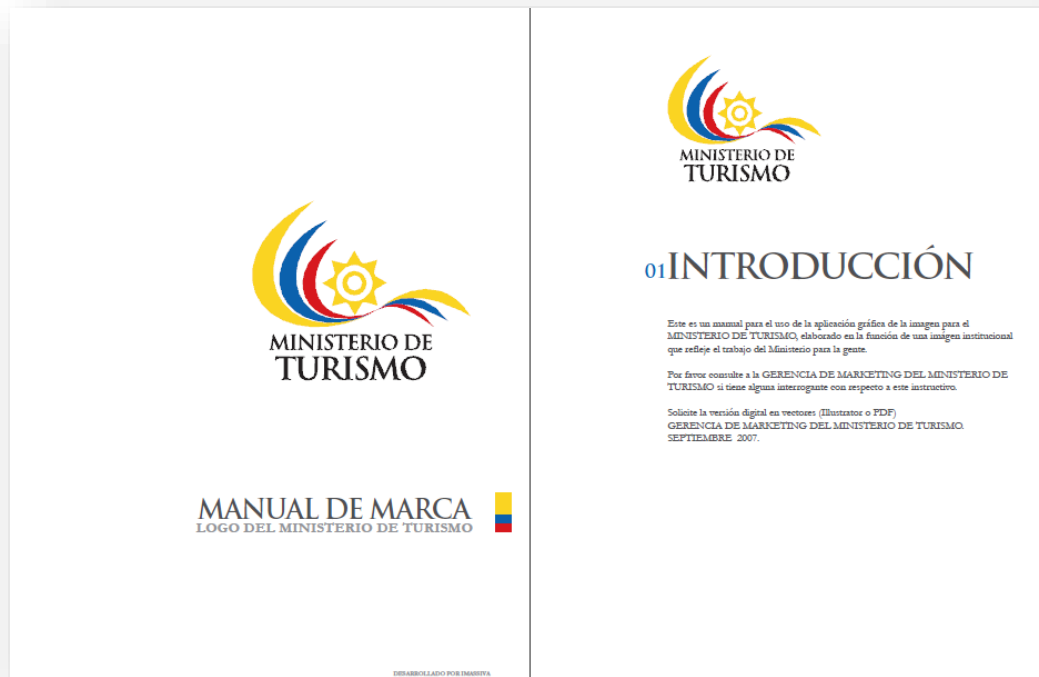 MINISTERIO DE
TURISMO
MANUAL DE MARCA
LOGO DEL MINISTERIO DE TURISMO
DESARROLLADO POR IMASSIVA
MINISTERIO DE
TURISMO
01 INTRODUCCIÓN
Este es un manual para el uso de la aplicación gráfica de la imagen para el
MINISTERIO DE TURISMO, elaborado en la función de una imágen institucional
que refleje el trabajo del Ministerio para la gente.
Por favor consulte a la GERENCIA DE MARKETING DEL MINISTERIO DE
TURISMO si tiene alguna interrogante con respecto a este instructivo.
Solicite la versión digital en vectores (Illustrator o PDF)
GERENCIA DE MARKETING DEL MINISTERIO DE TURISMO.
SEPTIEMBRE 2007.